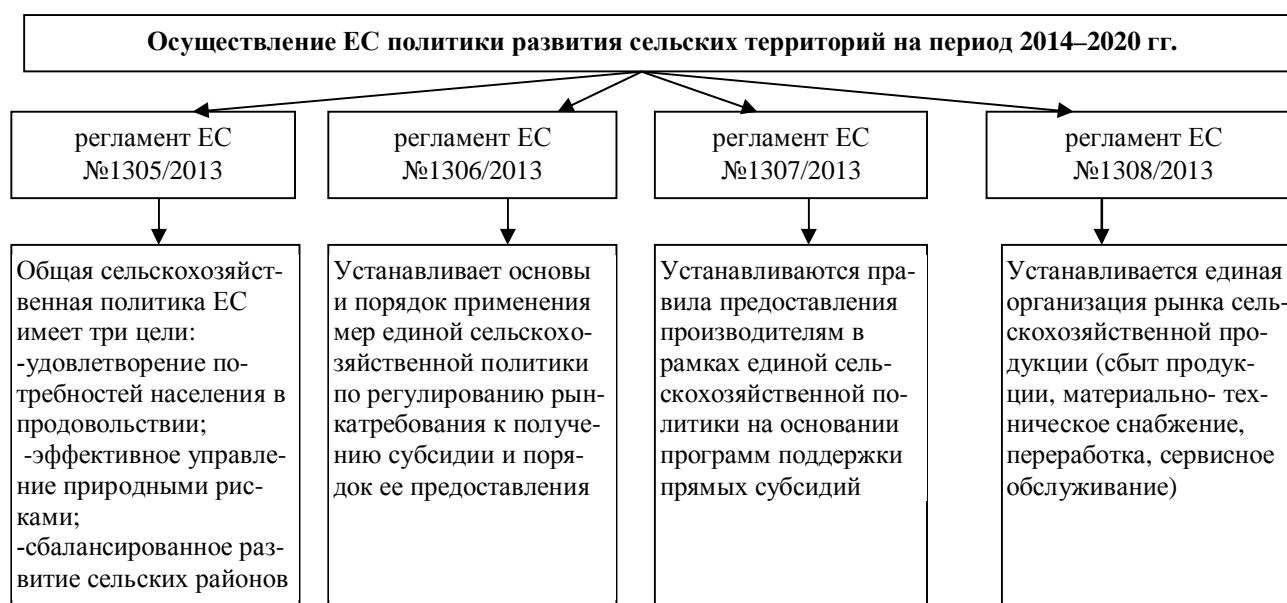 Осуществление ЕС политики развития сельских территорий на период 2014–2020 гг.
регламент ЕС
№1305/2013
регламент ЕС
№1306/2013
регламент ЕС
№1307/2013
регламент ЕС
№1308/2013
Общая сельскохозяйст-
венная политика ЕС
имеет три цели:
-удовлетворение по-
требностей населения в
продовольствии;
-эффективное управле-
ние природными рис-
ками;
-сбалансированное раз-
витие сельских районов
Устанавливает основы
и порядок применения
мер единой сельскохо-
зяйственной политики
по регулированию рын-
катребования к получе-
нию субсидии и поря-
док ее предоставления
Устанавливаются пра-
вила предоставления
производителям в
рамках единой сель-
скохозяйственной по-
литики на основании
программ поддержки
прямых субсидий
Устанавливается единая
организация рынка сель-
скохозяйственной про-
дукции (сбыт продук-
ции, материально- тех-
ническое снабжение,
переработка, сервисное
обслуживание)